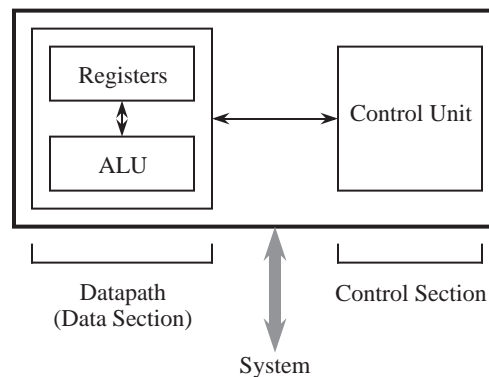 Registers
ALU
Control Unit
Datapath
(Data Section)
Control Section
System